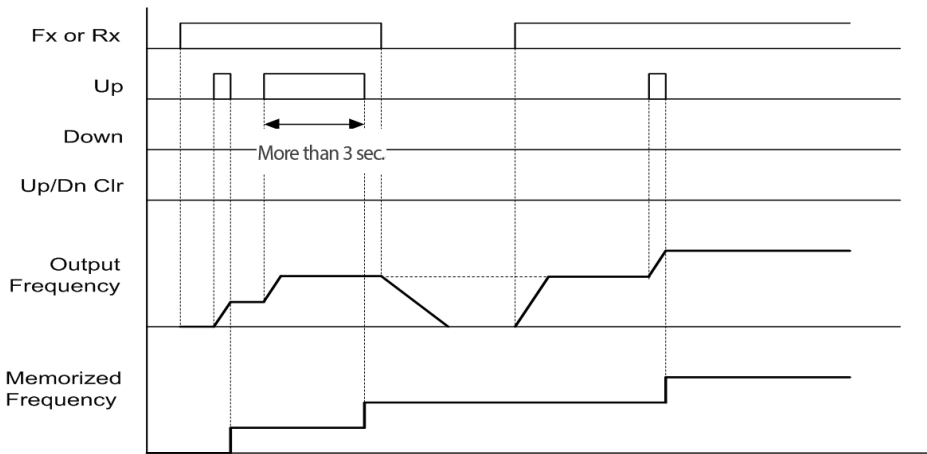 Fx or Rx
Up
Down
More than 3 sec.
Up/Dn Clr
Output
Frequency
Memorized
Frequency